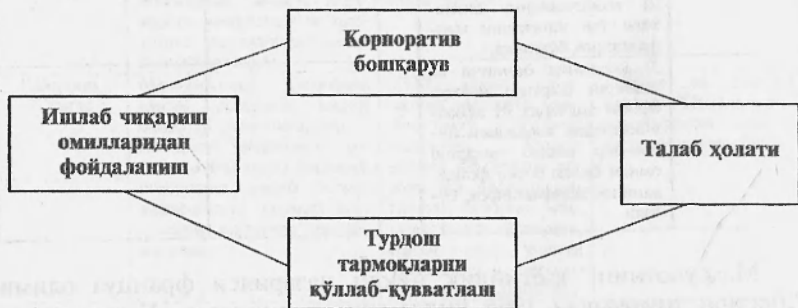 Корпоратив
бошқарув
Ишлаб чиқариш
омилларидан
фойдаланиш
Талаб ҳолати
Турдош
тармоқларни
қўллаб-қувватлаш